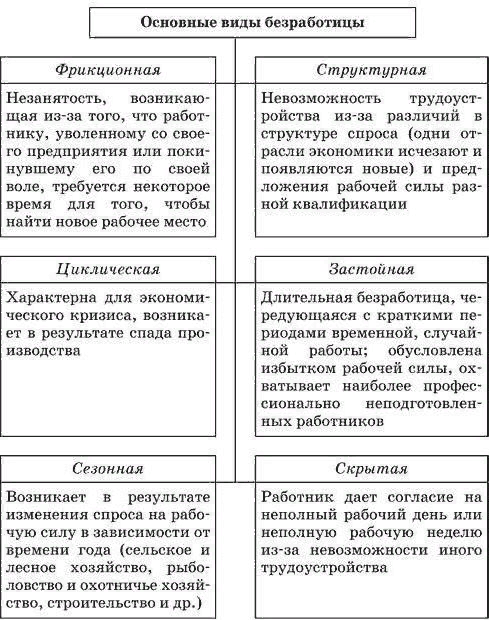 Основные виды безработицы
Фрикционная
Незанятость, возникаю-
щая из-за того, что работ-
нику, уволенному со свое-
го предприятия или поки-
нувшему его по своей
воле, требуется некоторое
время для того, чтобы
найти новое рабочее место
Структурная
Невозможность трудоуст-
ройства из-за различий в
структуре спроса (одни от-
расли экономики исчезают и
появляются новые) и пред-
ложения рабочей силы раз-
ной квалификации
Циклическая
Характерна для экономи-
ческого кризиса, возника-
ет в результате спада про-
изводства
Застойная
Длительная безработица, че-
редующаяся с краткими пе-
риодами временной, случай-
ной работы; обусловлена
избытком рабочей силы, ох-
ватывает наиболее профес-
сионально неподготовлен-
ных работников
Сезонная
Возникает в результате
изменения спроса на рабо-
чую силу в зависимости от
времени года (сельское и
лесное хозяйство, рыбо-
ловство и охотничье хозяй-
ство, строительство и др.)
Скрытая
Работник дает согласие на
неполный рабочий день или
неполную рабочую неделю
из-за невозможности иного
трудоустройства